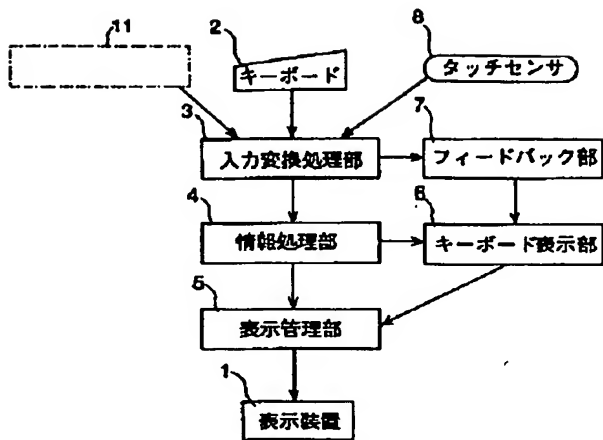 11
2
キーボード
8
タッチセンサ
3
入力変換処理部
7
フィードバック部
4
情報処理部
6
キーボード表示部
5
表示管理部
1
表示装置